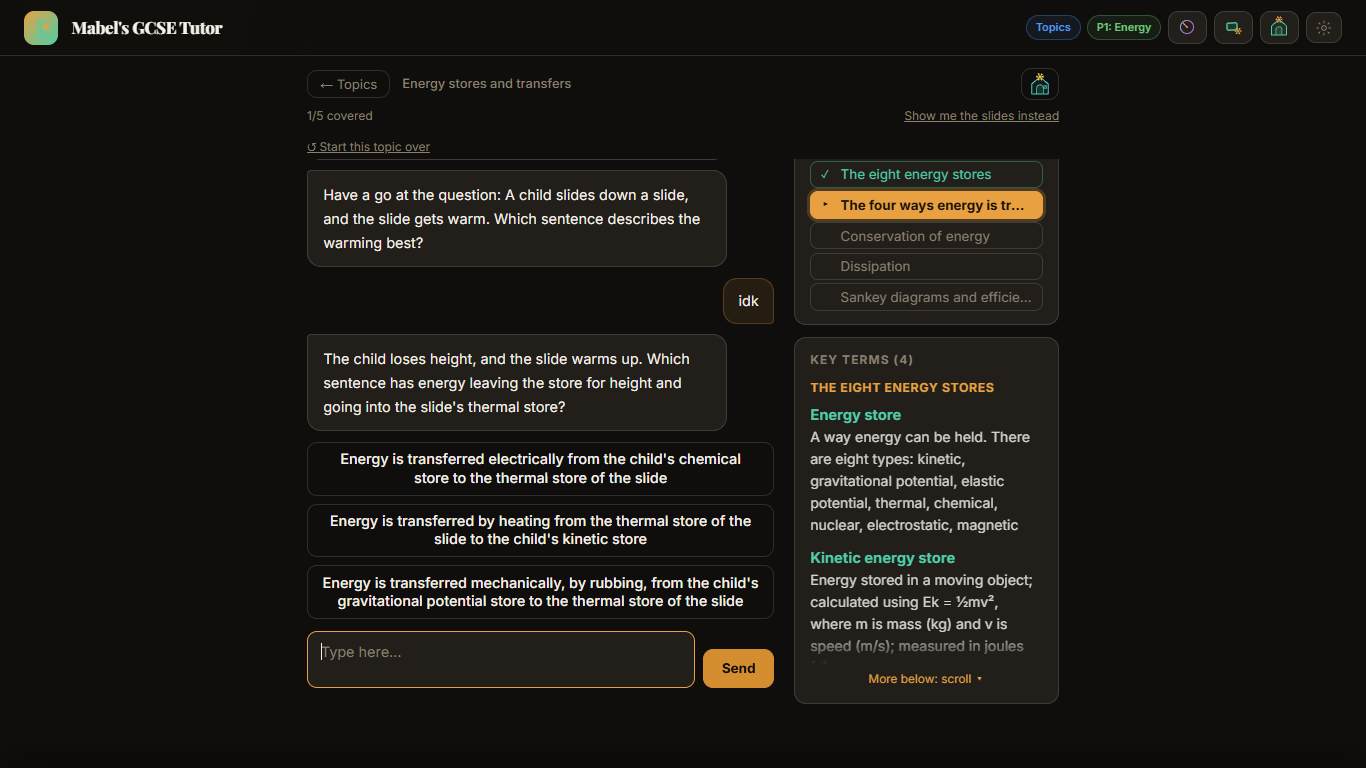 Mabel's GCSE Tutor
Topics
P1: Energy
← Topics
Energy stores and transfers
1/5 covered
Show me the slides instead
↺ Start this topic over
Have a go at the question: A child slides down a slide,
and the slide gets warm. Which sentence describes the
warming best?
idk
The child loses height, and the slide warms up. Which
sentence has energy leaving the store for height and
going into the slide's thermal store?
Energy is transferred electrically from the child's chemical
store to the thermal store of the slide
Energy is transferred by heating from the thermal store of the
slide to the child's kinetic store
Energy is transferred mechanically, by rubbing, from the child's
gravitational potential store to the thermal store of the slide
Type here...
Send
✓ The eight energy stores
▸ The four ways energy is tr...
Conservation of energy
Dissipation
Sankey diagrams and efficie...
KEY TERMS (4)
THE EIGHT ENERGY STORES
Energy store
A way energy can be held. There
are eight types: kinetic,
gravitational potential, elastic
potential, thermal, chemical,
nuclear, electrostatic, magnetic
Kinetic energy store
Energy stored in a moving object;
calculated using Ek = ½mv²,
where m is mass (kg) and v is
speed (m/s); measured in joules
More below: scroll ▾